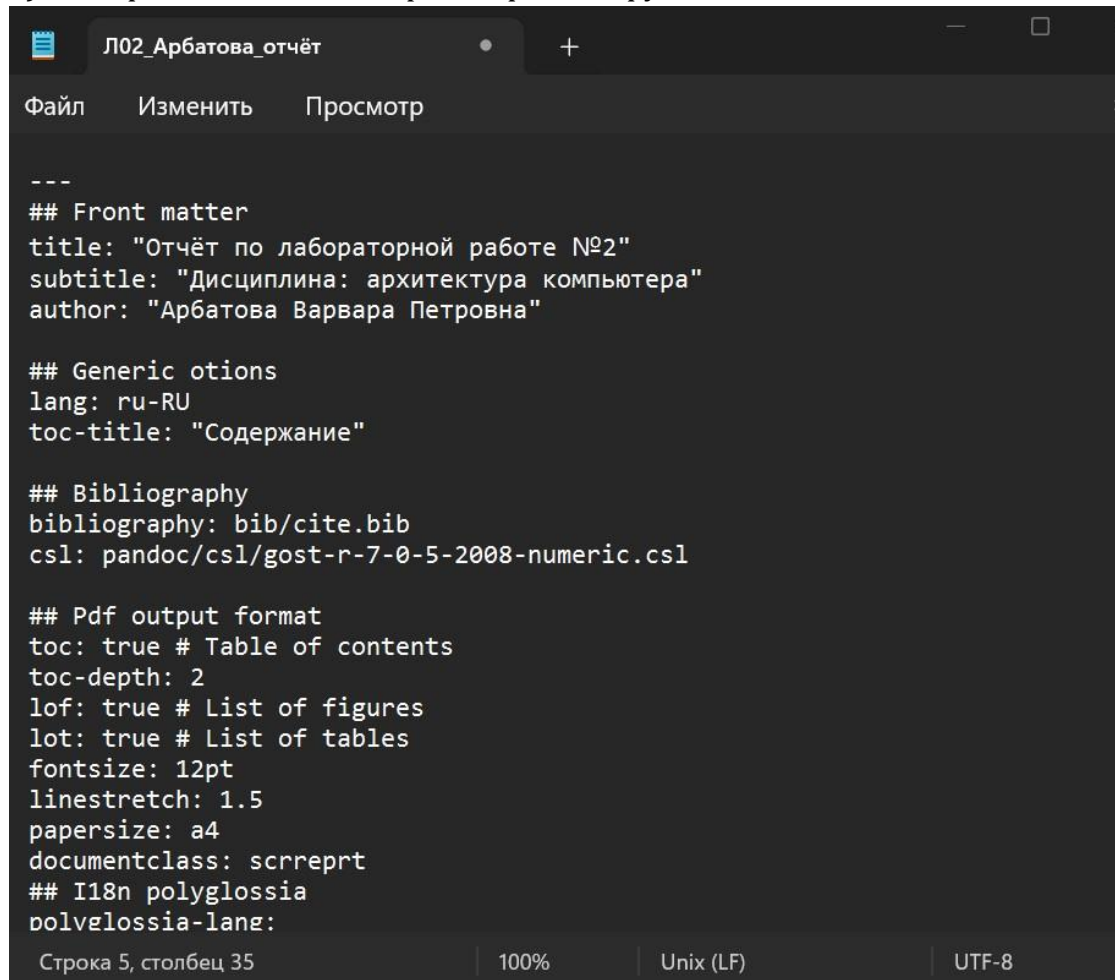 Л02_Арбатова_отчёт
Файл Изменить Просмотр
---
## Front matter
title: "Отчёт по лабораторной работе №2"
subtitle: "Дисциплина: архитектура компьютера"
author: "Арбатова Варвара Петровна"
## Generic otions
lang: ru-RU
toc-title: "Содержание"
## Bibliography
bibliography: bib/cite.bib
csl: pandoc/csl/gost-r-7-0-5-2008-numeric.csl
## Pdf output format
toc: true # Table of contents
toc-depth: 2
lof: true # List of figures
lot: true # List of tables
fontsize: 12pt
linestretch: 1.5
papersize: a4
documentclass: scrreprt
## I18n polyglossia
polyglossia-lang:
Строка 5, столбец 35 100% Unix (LF) UTF-8